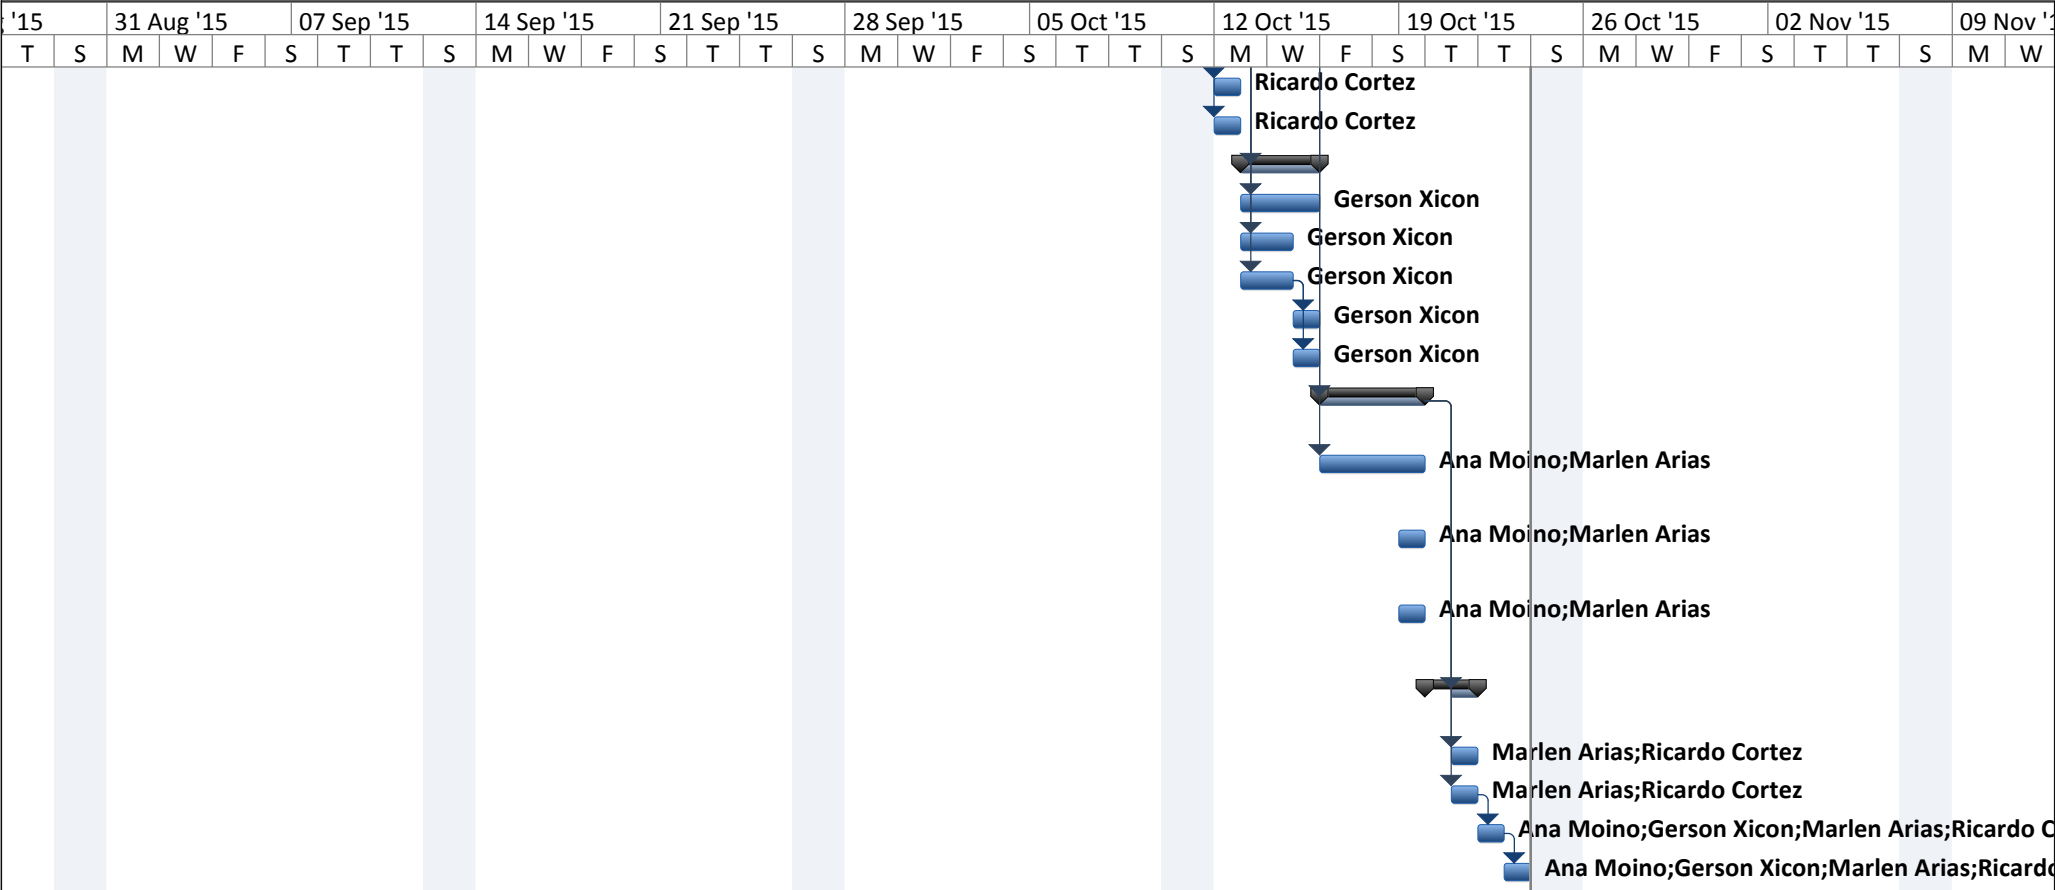 '15 31 Aug '15 07 Sep '15 14 Sep '15 21 Sep '15 28 Sep '15 05 Oct '15 12 Oct '15 19 Oct '15 26 Oct '15 02 Nov '15 09 Nov '1
T S M W F S T T S M W F S T T S M W F S T T S M W F S T T S M W F S T T S M W
Ricardo Cortez
Ricardo Cortez
Gerson Xicon
Gerson Xicon
Gerson Xicon
Gerson Xicon
Gerson Xicon
Ana Moino;Marlen Arias
Ana Moino;Marlen Arias
Ana Moino;Marlen Arias
Marlen Arias;Ricardo Cortez
Marlen Arias;Ricardo Cortez
Ana Moino;Gerson Xicon;Marlen Arias;Ricardo C
Ana Moino;Gerson Xicon;Marlen Arias;Ricardo